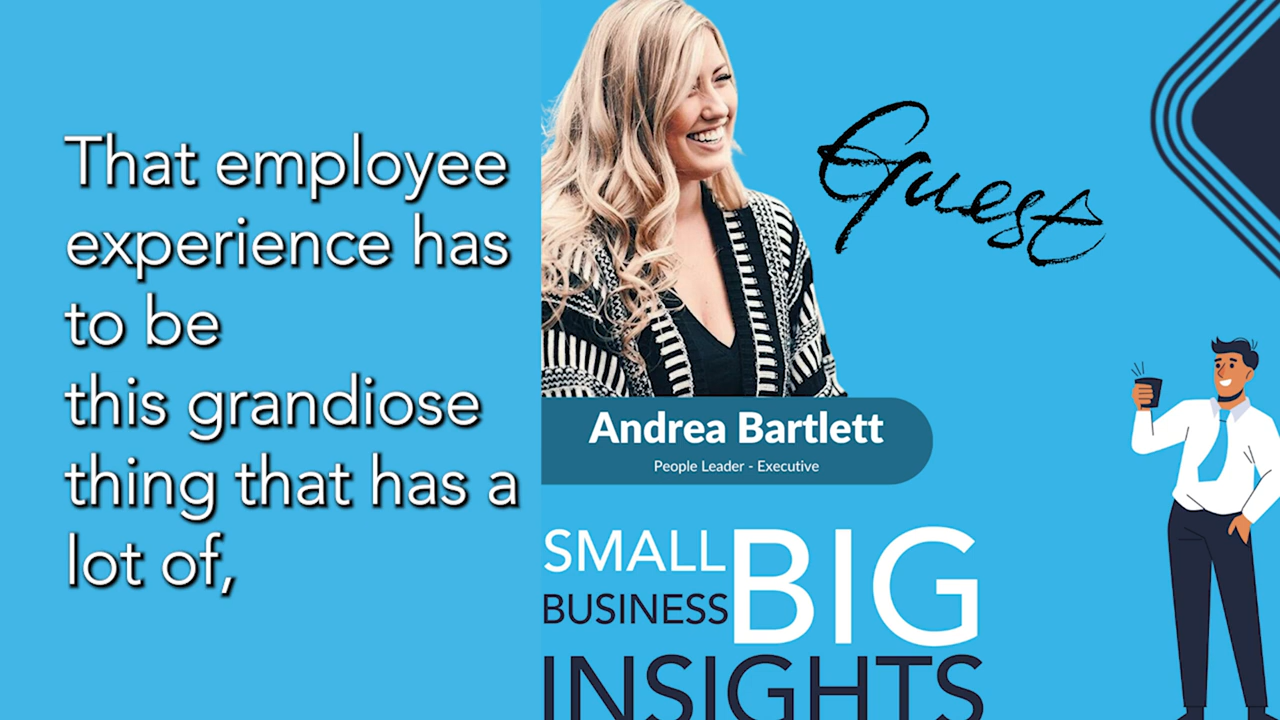 That employee
experience has
to be
this grandiose
thing that has a
lot of,
Guest
Andrea Bartlett
People Leader - Executive
SMALL
BUSINESS
BIG
INSIGHTS